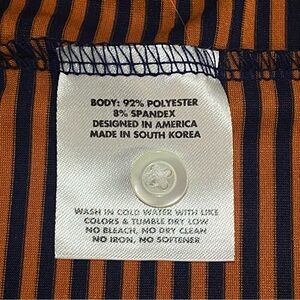 BODY: 92% POLYESTER
8% SPANDEX
DESIGNED IN AMERICA
MADE IN SOUTH KOREA
WASH IN COLD WATER WITH LIKE
COLORS & TUMBLE DRY LOW
NO BLEACH, NO DRY CLEAN
NO IRON, NO SOFTENER